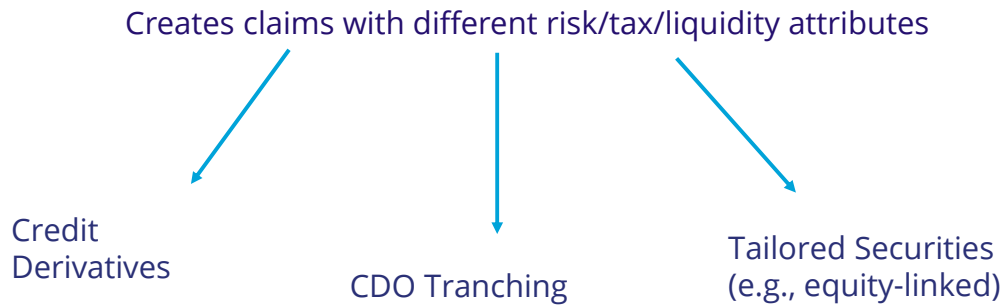 Creates claims with different risk/tax/liquidity attributes
Credit
Derivatives
CDO Tranching
Tailored Securities
(e.g., equity-linked)